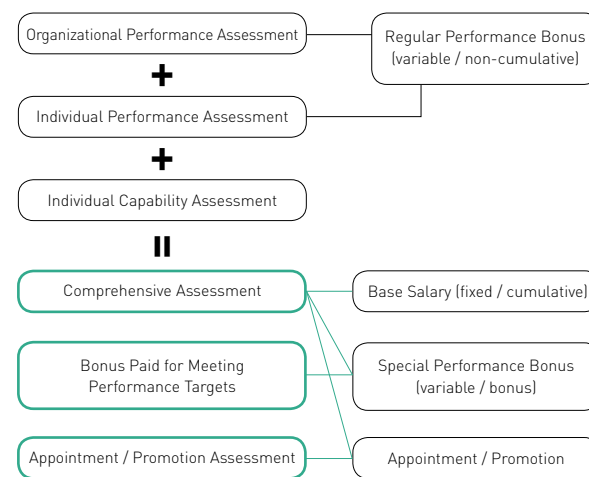 Organizational Performance Assessment
Regular Performance Bonus
(variable / non-cumulative)
+
Individual Performance Assessment
+
Individual Capability Assessment
=
Comprehensive Assessment
Base Salary (fixed / cumulative)
Bonus Paid for Meeting
Performance Targets
Special Performance Bonus
(variable / bonus)
Appointment / Promotion Assessment
Appointment / Promotion